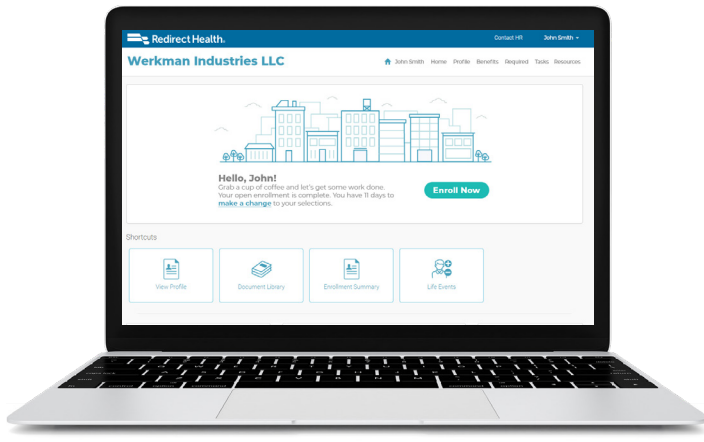 Redirect Health.
Contact HR
John Smith
Werkman Industries LLC
John Smith Home Profile Benefits Required Tasks Resources
Hello, John!
Grab a cup of coffee and let's get some work done.
Your open enrollment is complete. You have 11 days to
make a change to your selections.
Enroll Now
Shortcuts
View Profile
Document Library
Enrollment Summary
Life Events